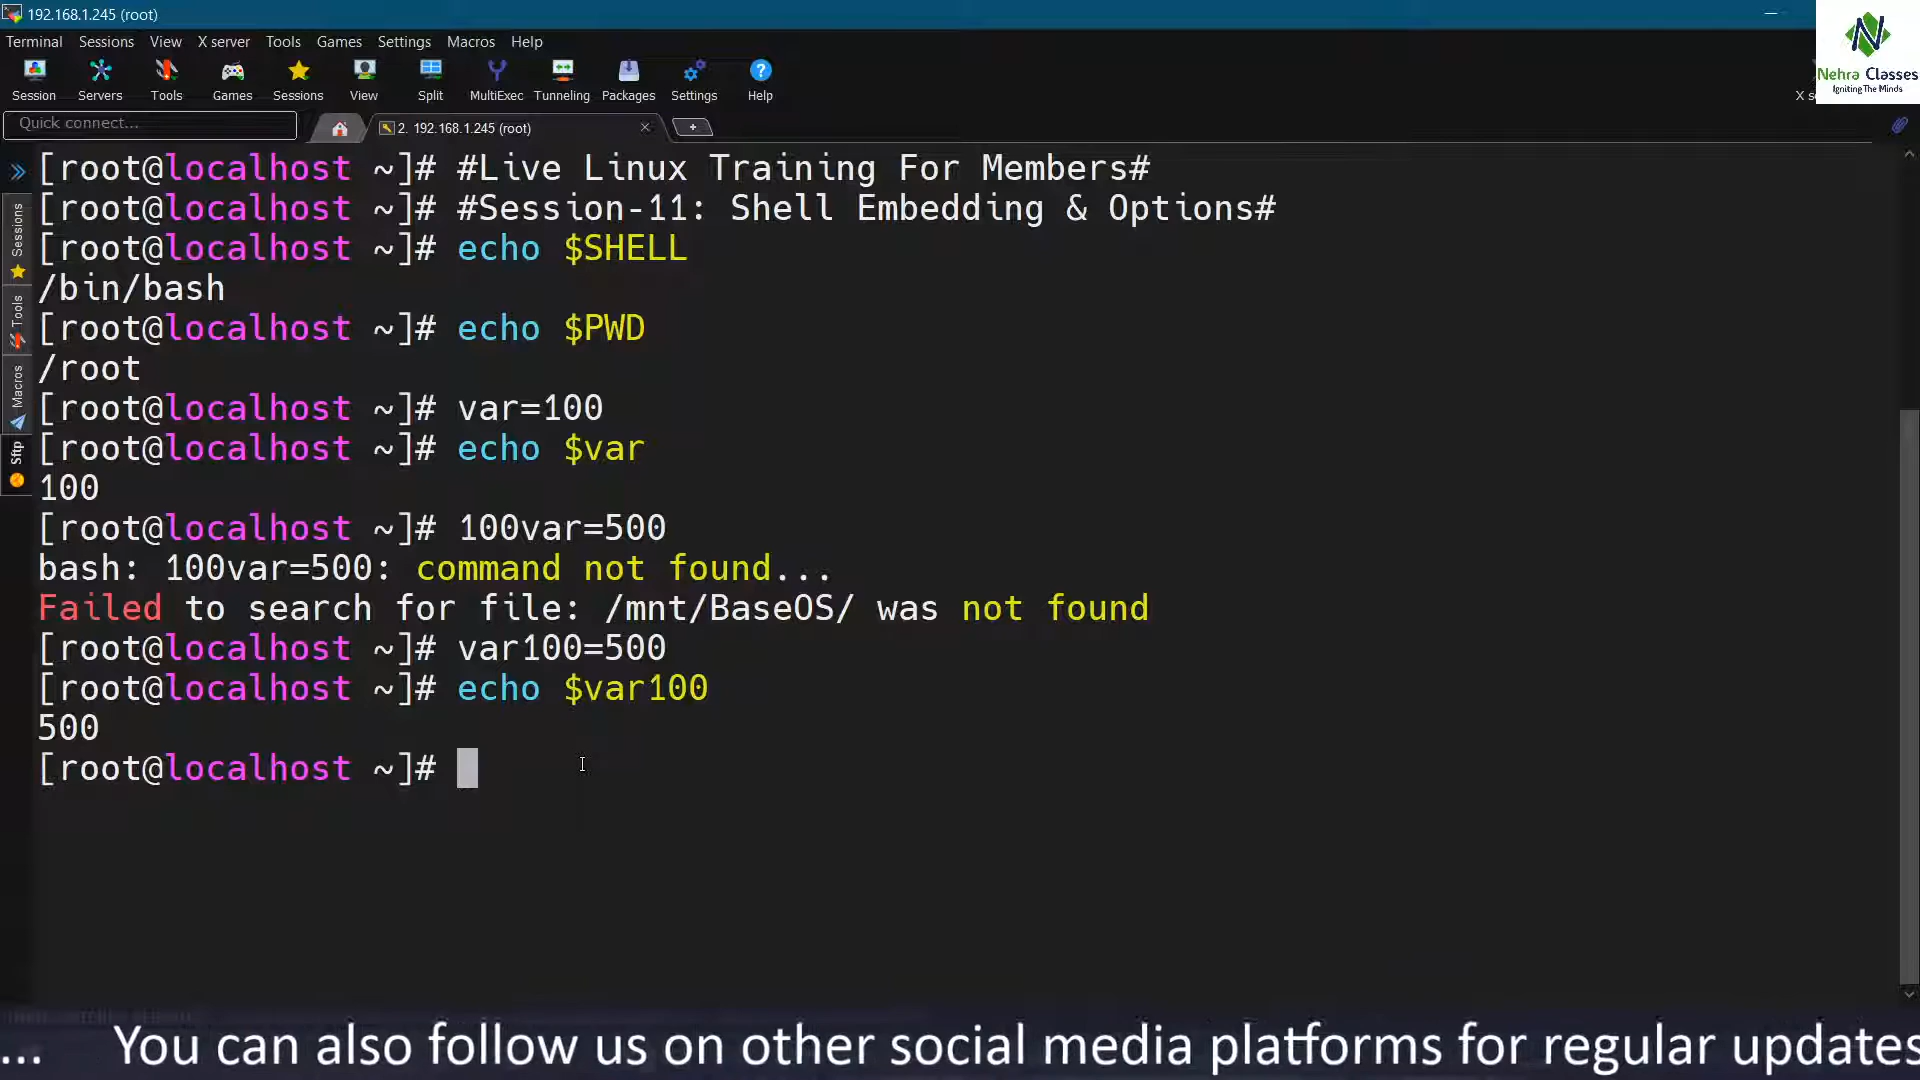 192.168.1.245 (root)
Terminal Sessions View X server Tools Games Settings Macros Help
Session Servers Tools Games Sessions View Split MultiExec Tunneling Packages Settings Help
Nehra Classes
Igniting The Minds
Quick connect...
2. 192.168.1.245 (root)
Sessions
Tools
Macros
Sftp
[root@localhost ~]# #Live Linux Training For Members#
[root@localhost ~]# #Session-11: Shell Embedding & Options#
[root@localhost ~]# echo $SHELL
/bin/bash
[root@localhost ~]# echo $PWD
/root
[root@localhost ~]# var=100
[root@localhost ~]# echo $var
100
[root@localhost ~]# 100var=500
bash: 100var=500: command not found...
Failed to search for file: /mnt/BaseOS/ was not found
[root@localhost ~]# var100=500
[root@localhost ~]# echo $var100
500
[root@localhost ~]#
... You can also follow us on other social media platforms for regular updates